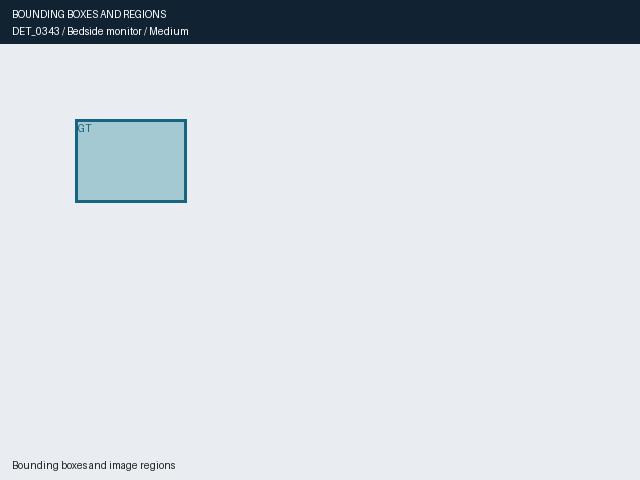 BOUNDING BOXES AND REGIONS
DET_0343 / Bedside monitor / Medium
GT
Bounding boxes and image regions